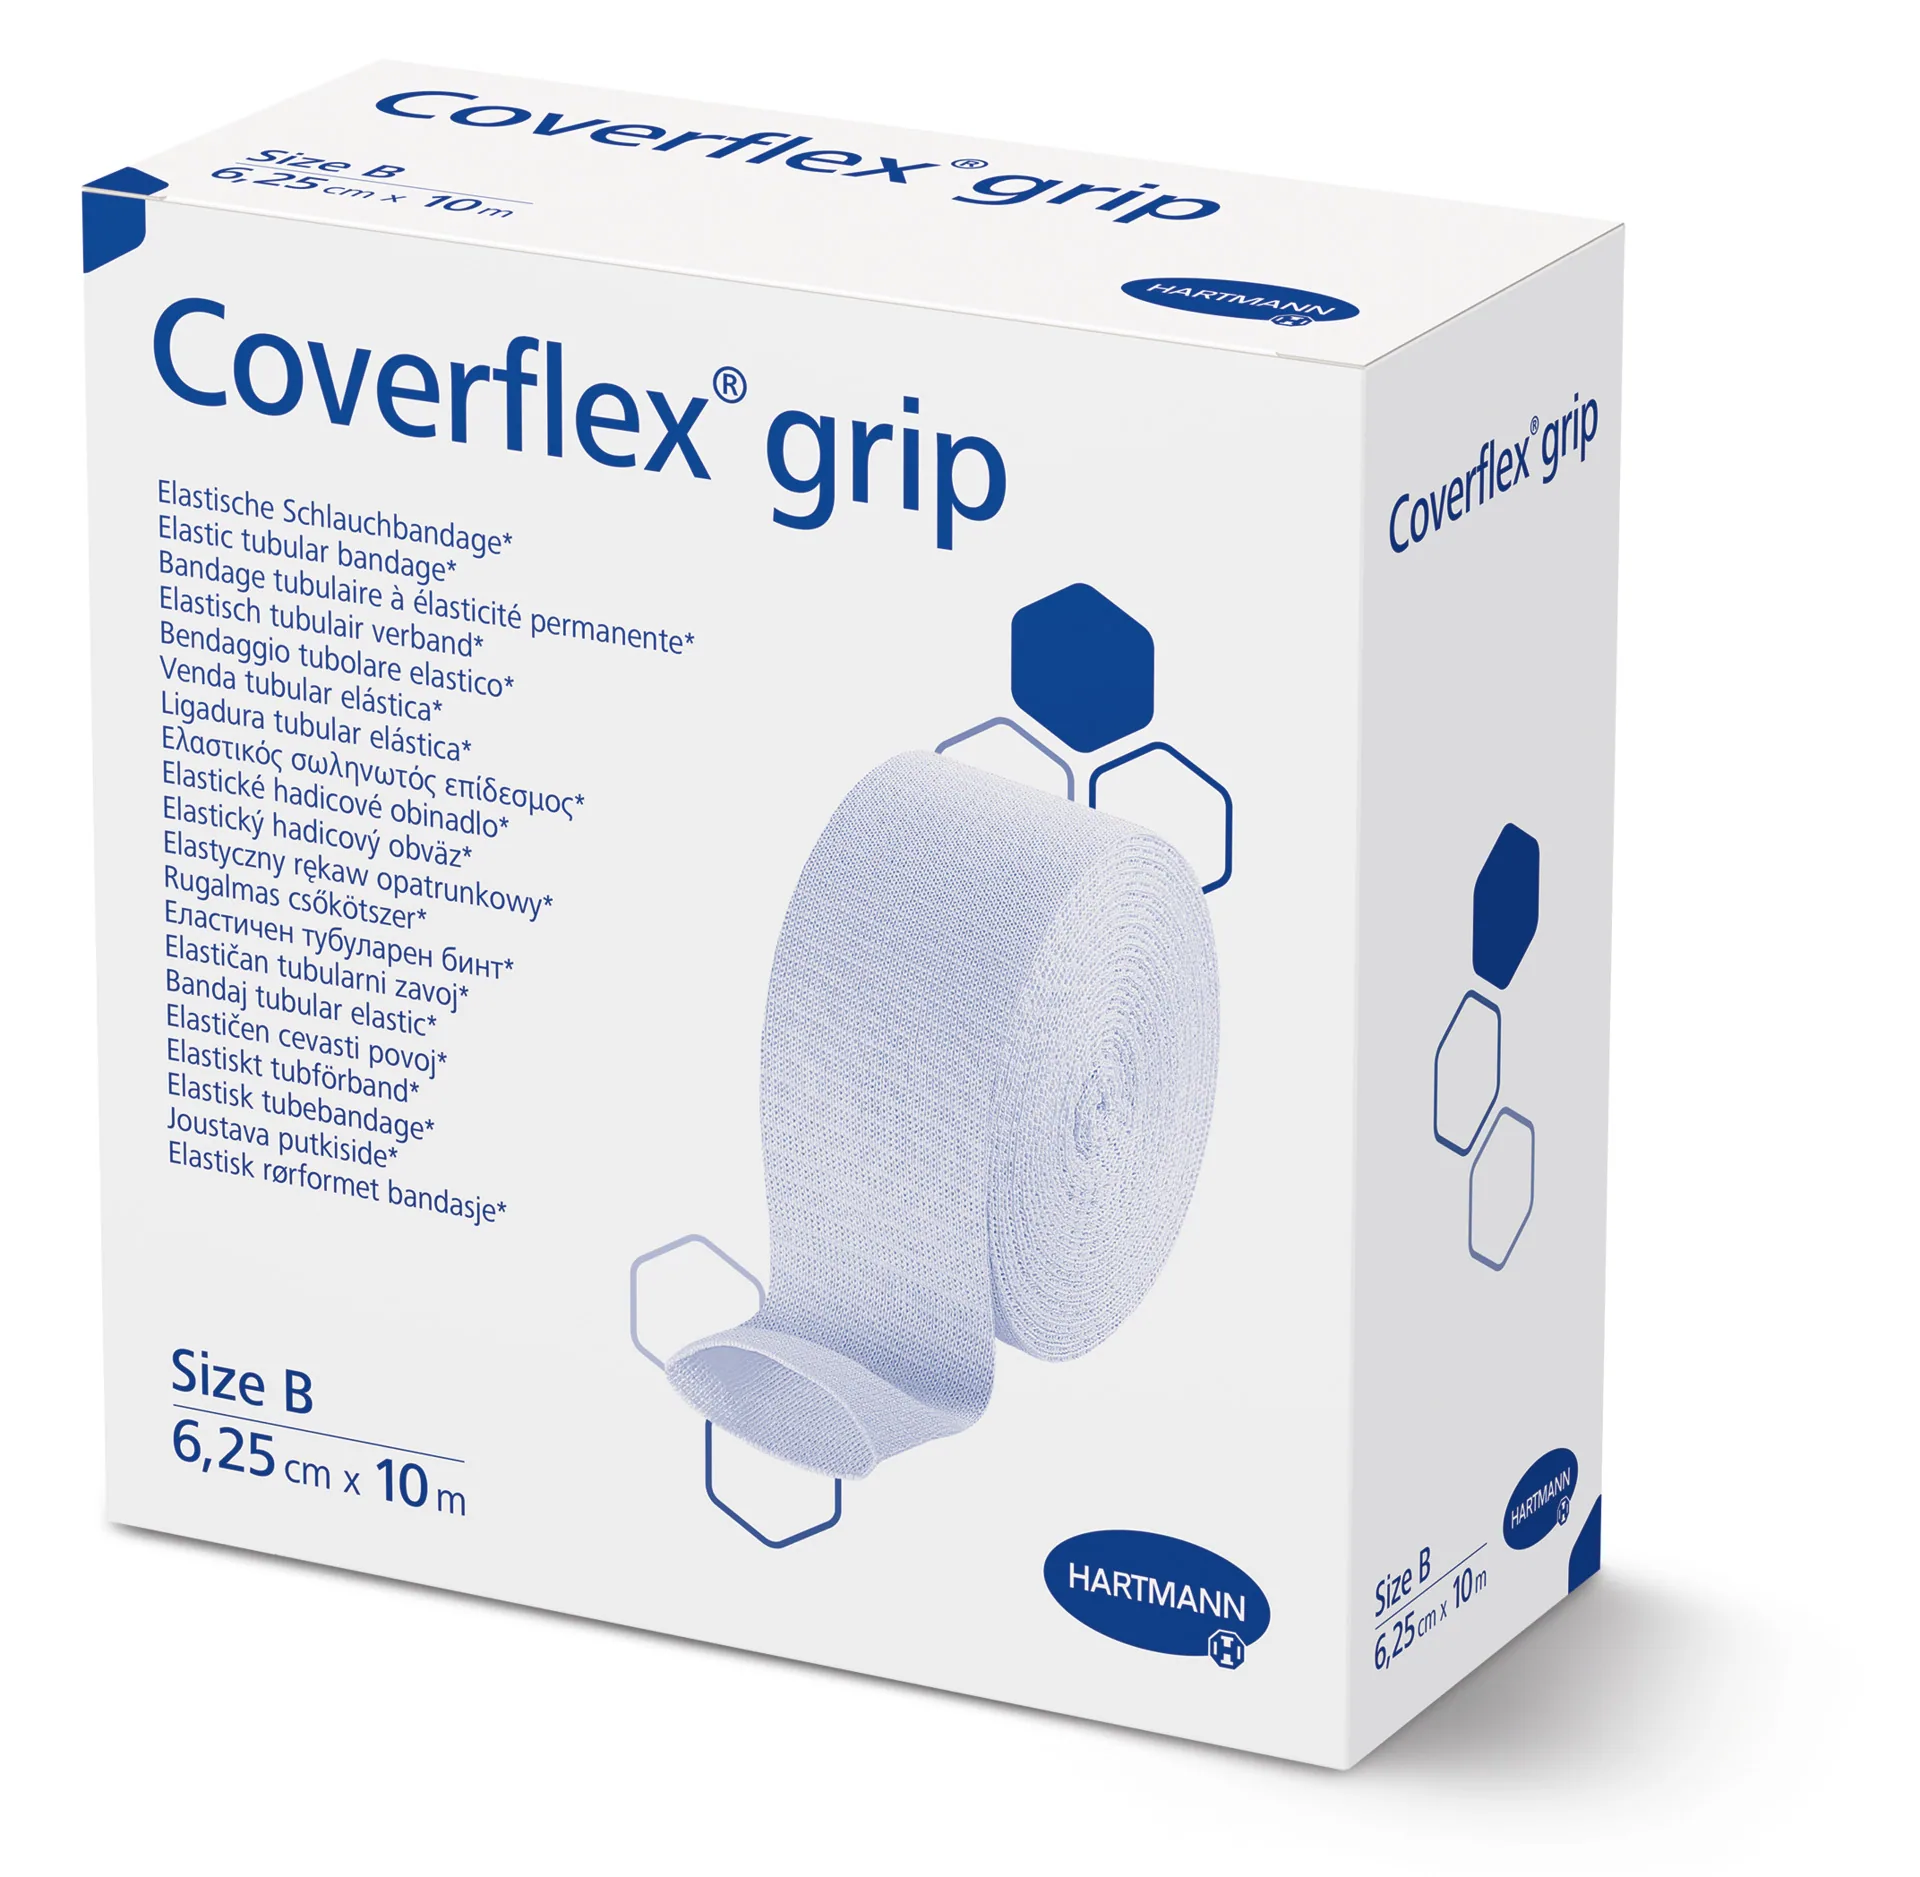 Coverflex® grip
Size B
6,25 cm x 10 m
HARTMANN
Coverflex® grip
Elastische Schlauchbandage*
Elastic tubular bandage*
Bandage tubulaire à élasticité permanente*
Elastisch tubulair verband*
Bendaggio tubolare elastico*
Venda tubular elástica*
Ligadura tubular elástica*
Ελαστικός σωληνωτός επίδεσμος*
Elastické hadicové obinadlo*
Elastický hadicový obväz*
Elastyczny rękaw opatrunkowy*
Rugalmas csőkötszer*
Еластичен тубуларен бинт*
Elastičan tubularni zavoj*
Bandaj tubular elastic*
Elastičen cevasti povoj*
Elastiskt tubförband*
Elastisk tubebandage*
Joustava putkiside*
Elastisk rørformet bandasje*
Size B
6,25 cm x 10 m
HARTMANN
Coverflex® grip
HARTMANN
Size B
6,25 cm x 10 m